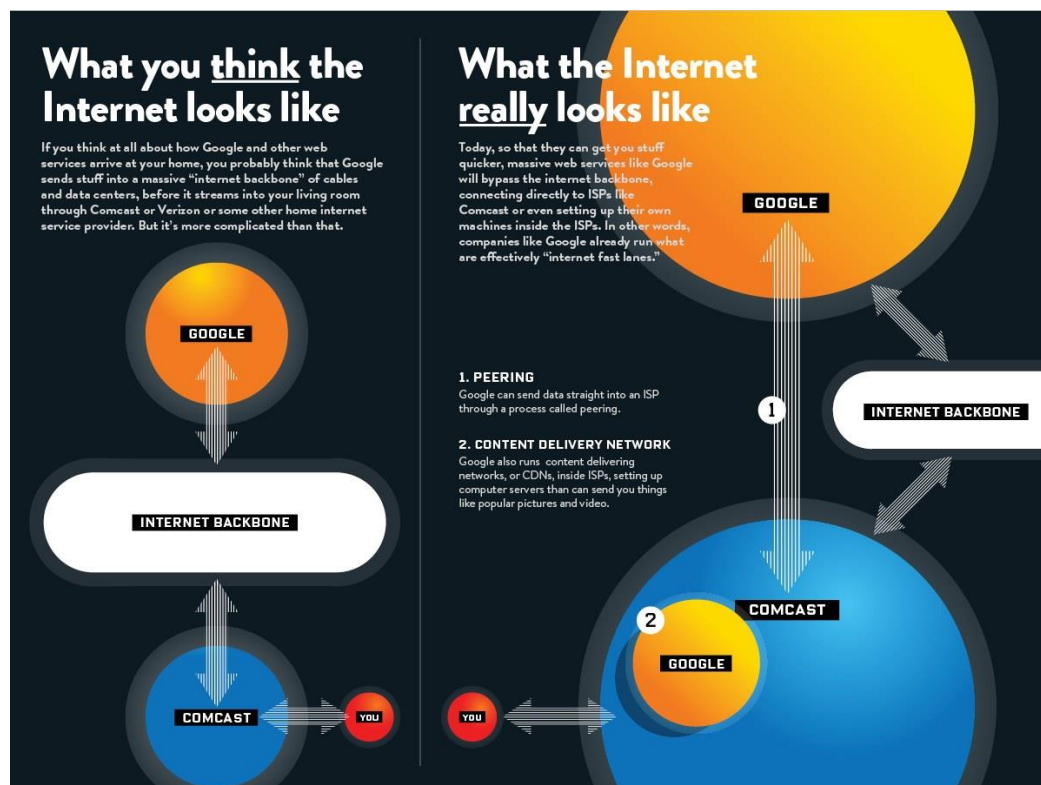 What you think the
Internet looks like
If you think at all about how Google and other web
services arrive at your home, you probably think that Google
sends stuff into a massive “internet backbone” of cables
and data centers, before it streams into your living room
through Comcast or Verizon or some other home internet
service provider. But it’s more complicated than that.
GOOGLE
INTERNET BACKBONE
COMCAST
YOU
What the Internet
really looks like
Today, so that they can get you stuff
quicker, massive web services like Google
will bypass the internet backbone,
connecting directly to ISPs like
Comcast or even setting up their own
machines inside the ISPs. In other words,
companies like Google already run what
are effectively “internet fast lanes.”
GOOGLE
1. PEERING
Google can send data straight into an ISP
through a process called peering.
1
INTERNET BACKBONE
2. CONTENT DELIVERY NETWORK
Google also runs content delivering
networks, or CDNs, inside ISPs, setting up
computer servers than can send you things
like popular pictures and video.
COMCAST
2
GOOGLE
YOU